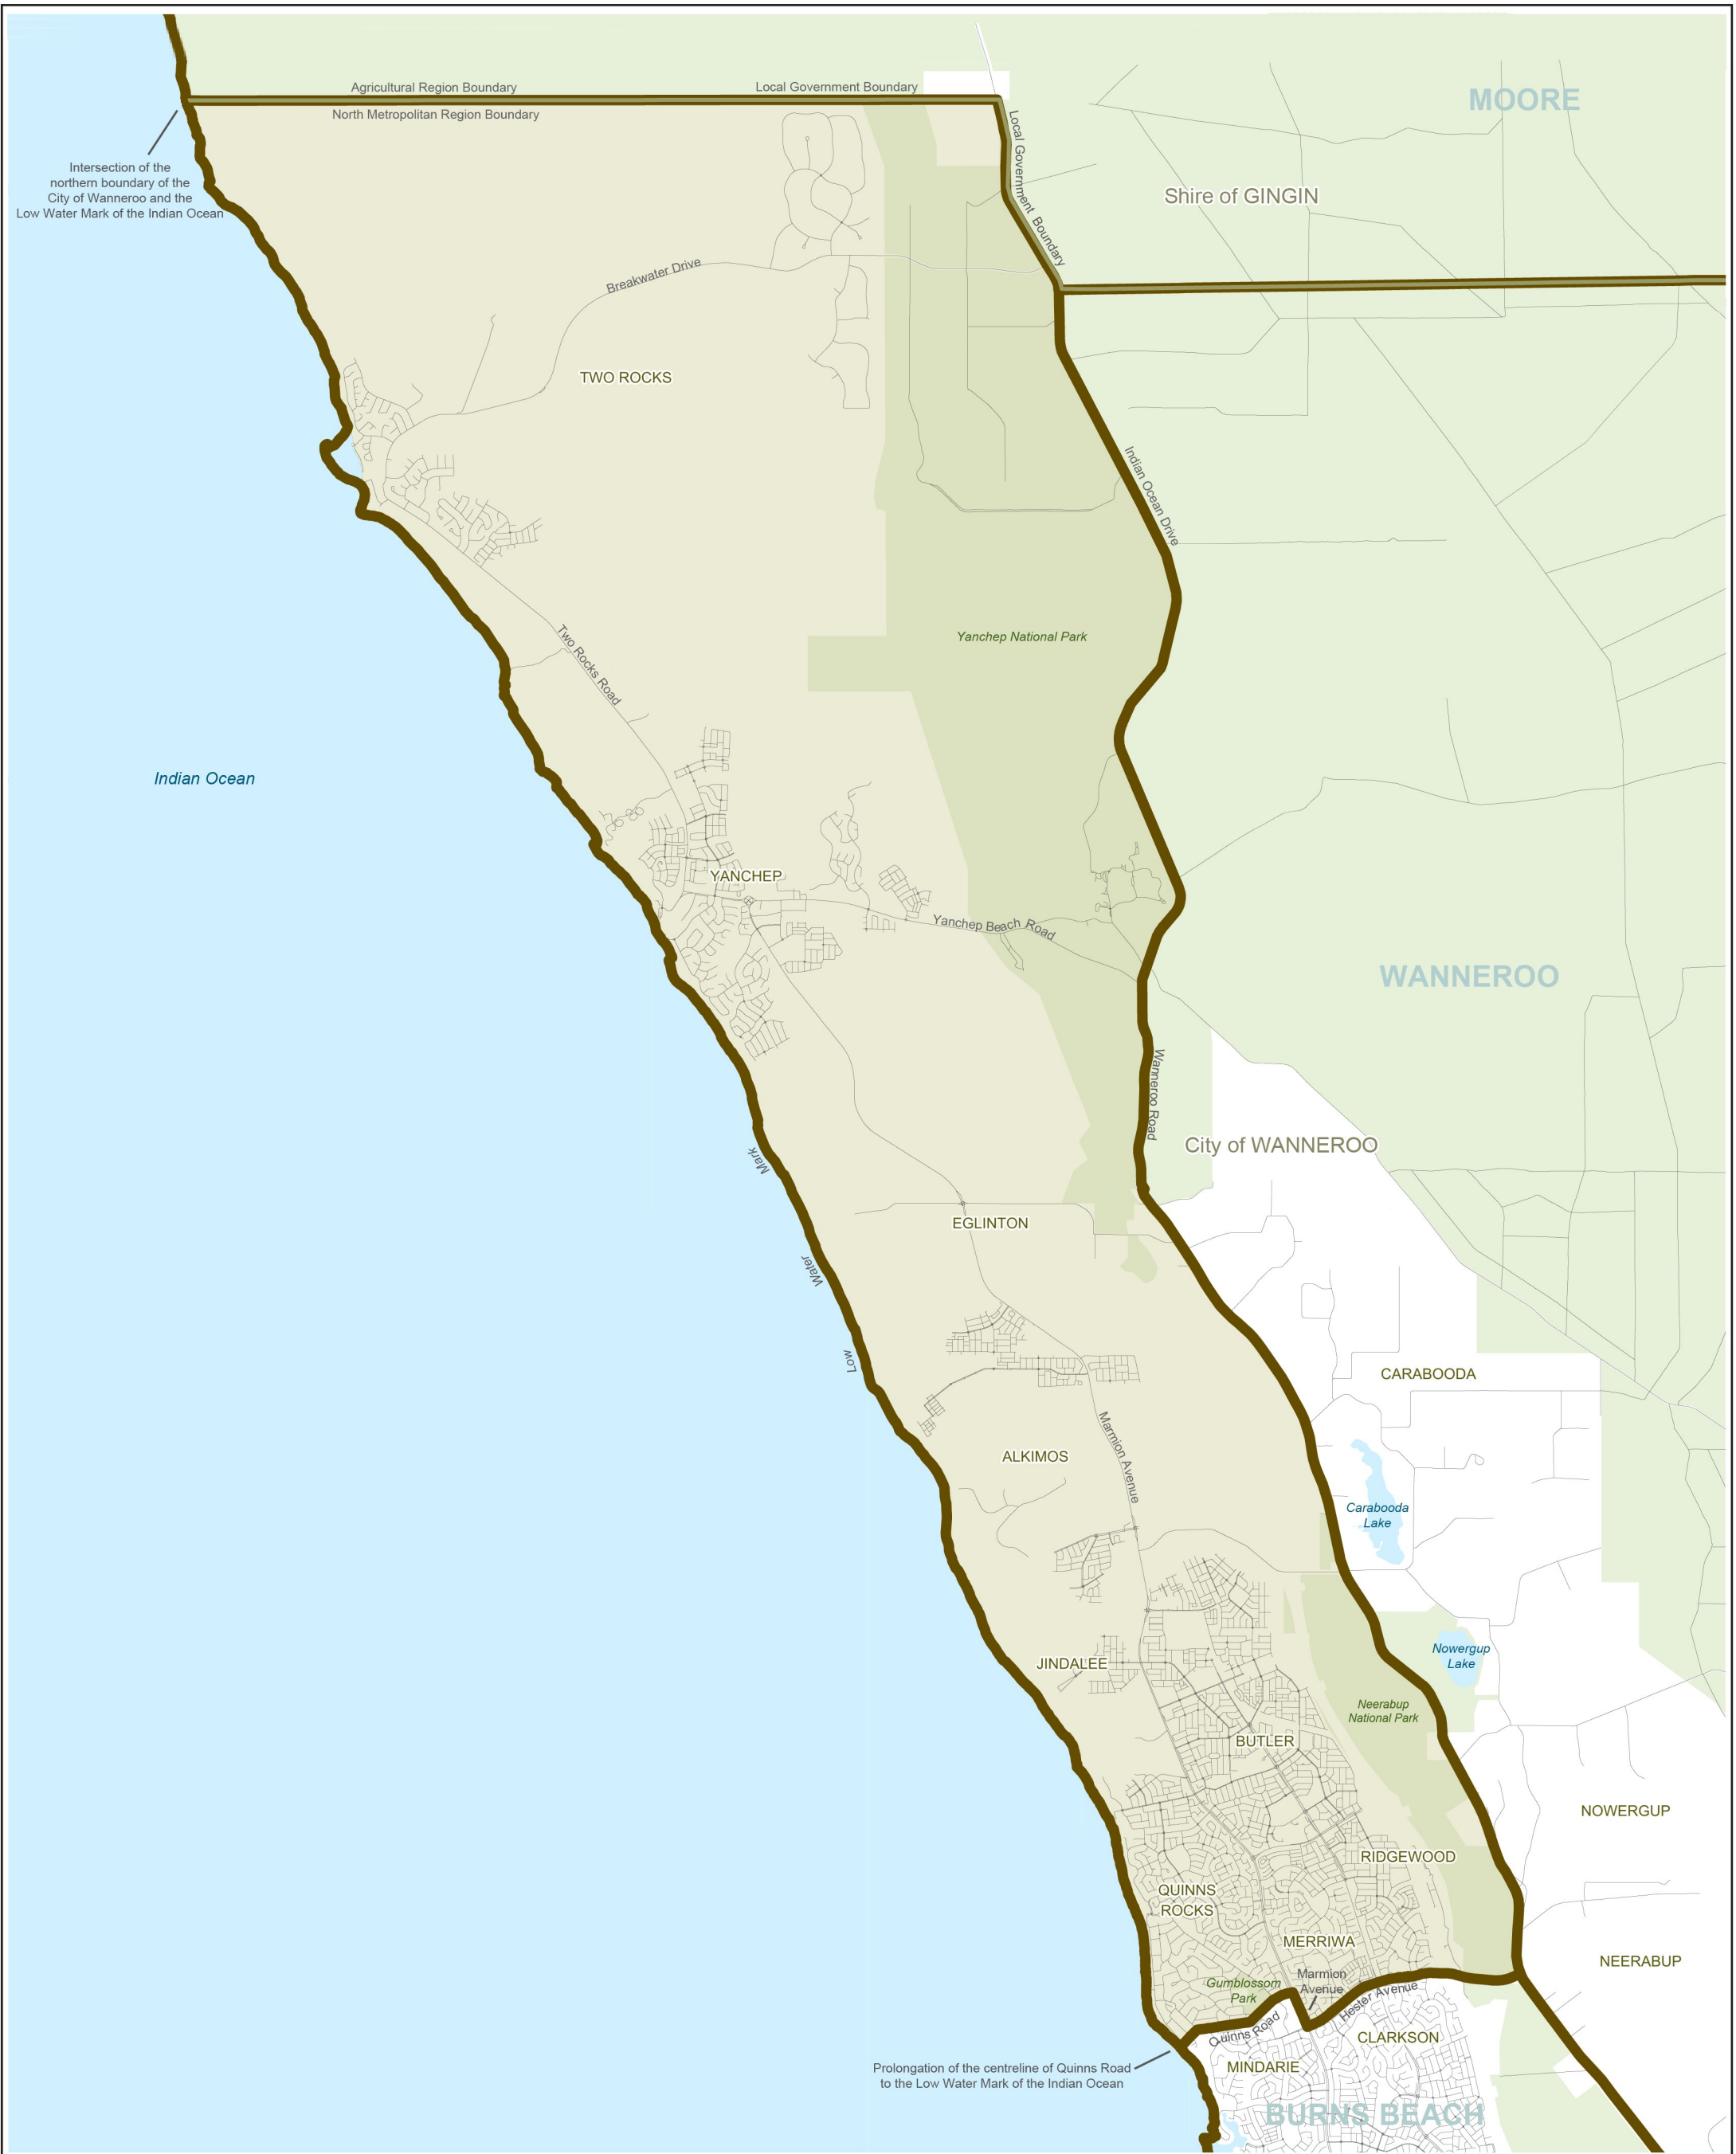 Agricultural Region Boundary
Local Government Boundary
North Metropolitan Region Boundary
MOORE
Intersection of the
northern boundary of the
City of Wanneroo and the
Low Water Mark of the Indian Ocean
Local Government Boundary
Shire of GINGIN
Breakwater Drive
TWO ROCKS
Indian Ocean Drive
Yanchep National Park
Two Rocks Road
Indian Ocean
YANCHEP
Yanchep Beach Road
WANNEROO
Wanneroo Road
City of WANNEROO
Low Water Mark
EGLINTON
CARABOODA
Marmion Avenue
ALKIMOS
Carabooda
Lake
Nowergup
Lake
JINDALEE
Neerabup
National Park
BUTLER
NOWERGUP
RIDGEWOOD
QUINNS
ROCKS
MERRIWA
NEERABUP
Gumblossom
Park
Marmion
Avenue
Hester Avenue
Quinns Road
CLARKSON
MINDARIE
Prolongation of the centreline of Quinns Road
to the Low Water Mark of the Indian Ocean
BURNS BEACH